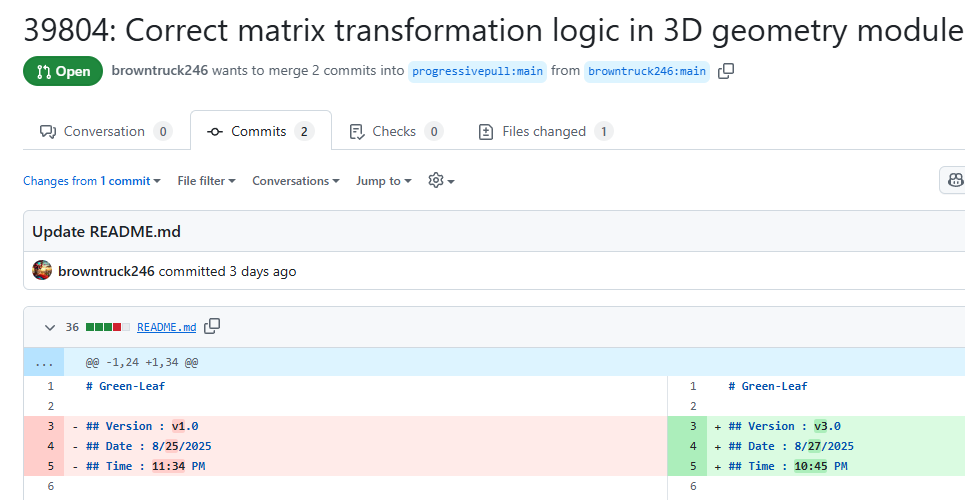 39804: Correct matrix transformation logic in 3D geometry module
Open browntruck246 wants to merge 2 commits into progressivepull:main from browntruck246:main
Conversation 0 Commits 2 Checks 0 Files changed 1
Changes from 1 commit File filter Conversations Jump to
Update README.md
browntruck246 committed 3 days ago
36 README.md
... @@ -1,24 +1,34 @@
1 # Green-Leaf 1 # Green-Leaf
2 2
3 - ## Version : v1.0 3 + ## Version : v3.0
4 - ## Date : 8/25/2025 4 + ## Date : 8/27/2025
5 - ## Time : 11:34 PM 5 + ## Time : 10:45 PM
6 6